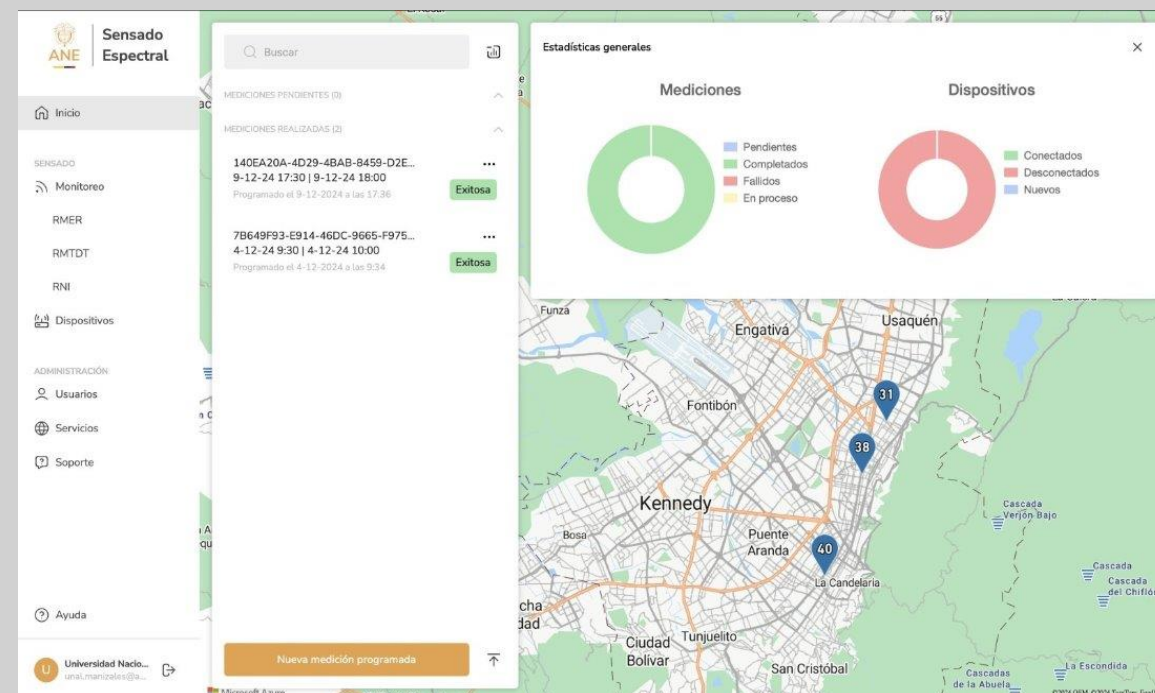 ANE
Sensado
Espectral
Inicio
SENSADO
Monitoreo
RMER
RMTDT
RNI
Dispositivos
ADMINISTRACIÓN
Usuarios
Servicios
Soporte
Ayuda
U
Universidad Nacio...
unal.manizales@a...
Buscar
MEDICIONES PENDIENTES (0)
MEDICIONES REALIZADAS (2)
140EA20A-4D29-4BAB-8459-D2E...
9-12-24 17:30 | 9-12-24 18:00
Programado el 9-12-2024 a las 17:36
Exitosa
7B649F93-E914-46DC-9665-F975...
4-12-24 9:30 | 4-12-24 10:00
Programado el 4-12-2024 a las 9:34
Exitosa
Nueva medición programada
Estadísticas generales
Mediciones
Pendientes
Completados
Fallidos
En proceso
Dispositivos
Conectados
Desconectados
Nuevos
55
Funza
Engativá
Usaquén
Fontibón
31
38
Kennedy
Bosa
Puente
Aranda
40
La Candelaria
Cascada
Verjón Bajo
Cascada
Cascada
del Chifló
cha
dad
Ciudad
Bolívar
Tunjuelito
San Cristóbal
Cascadas
de la Abuela
La Escondida
Microsoft Azure